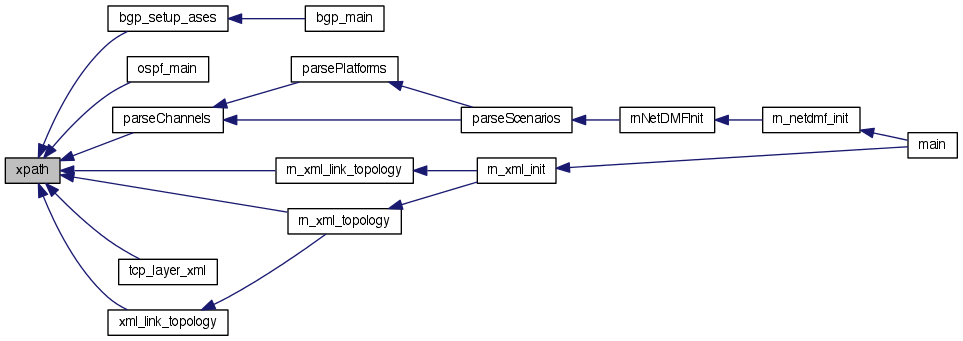 bgp_setup_ases
bgp_main
ospf_main
parsePlatforms
parseChannels
parseScenarios
rnNetDMFInit
rn_netdmf_init
main
xpath
rn_xml_link_topology
rn_xml_init
rn_xml_topology
tcp_layer_xml
xml_link_topology